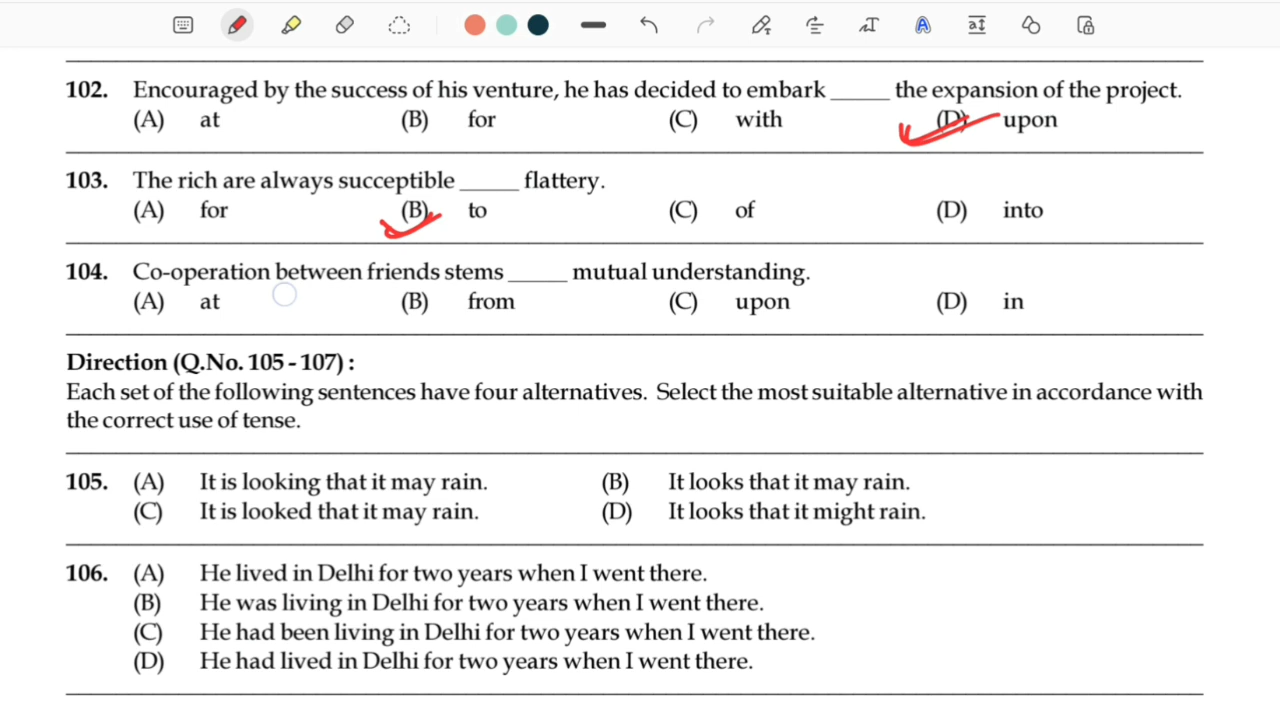 102. Encouraged by the success of his venture, he has decided to embark _____ the expansion of the project.
(A) at (B) for (C) with (D) upon
103. The rich are always succeptible _____ flattery.
(A) for (B) to (C) of (D) into
104. Co-operation between friends stems _____ mutual understanding.
(A) at (B) from (C) upon (D) in
Direction (Q.No. 105 - 107) :
Each set of the following sentences have four alternatives. Select the most suitable alternative in accordance with
the correct use of tense.
105. (A) It is looking that it may rain. (B) It looks that it may rain.
(C) It is looked that it may rain. (D) It looks that it might rain.
106. (A) He lived in Delhi for two years when I went there.
(B) He was living in Delhi for two years when I went there.
(C) He had been living in Delhi for two years when I went there.
(D) He had lived in Delhi for two years when I went there.